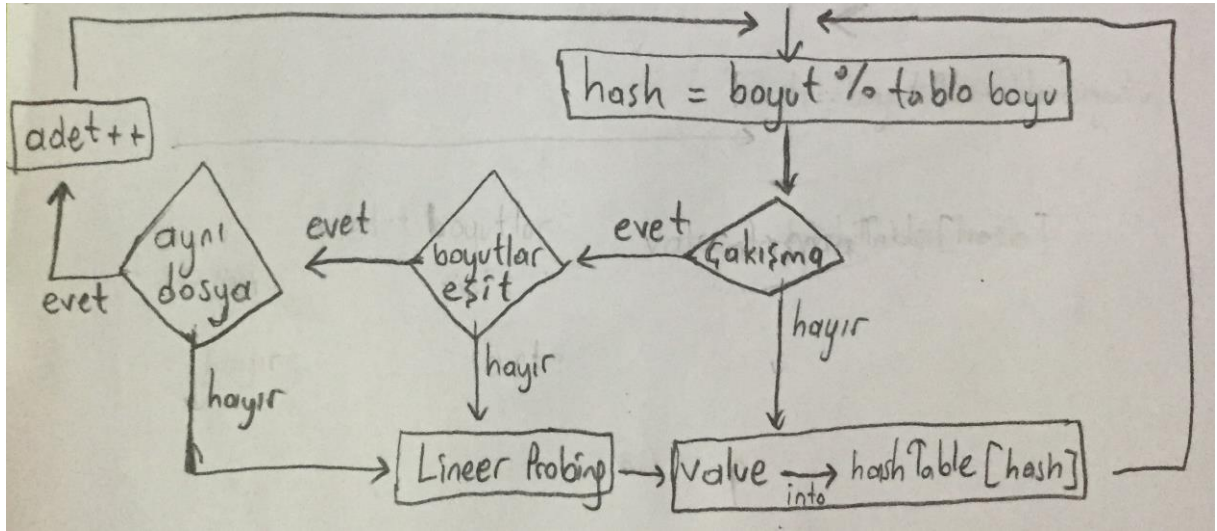 hash = boyut % tablo boyu
adet++
aynı
dosya
evet
boyutlar
eşit
evet
Çakışma
evet
hayır
hayır
hayır
Lineer Probing
Value into hashTable [hash]